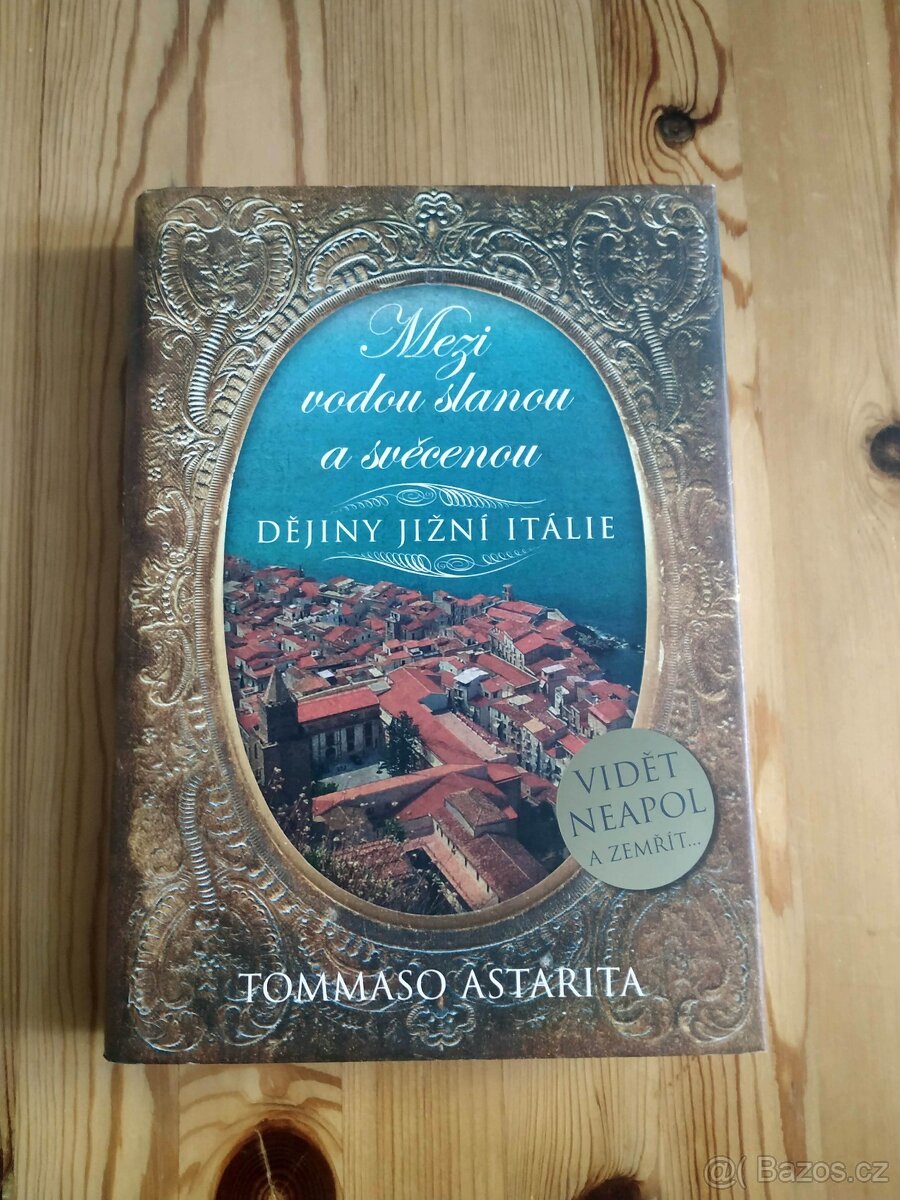 Mezi
vodou slanou
a svěcenou
DĚJINY JIŽNÍ ITÁLIE
VIDĚT
NEAPOL
A ZEMŘÍT...
TOMMASO ASTARITA
@( Bazos.cz